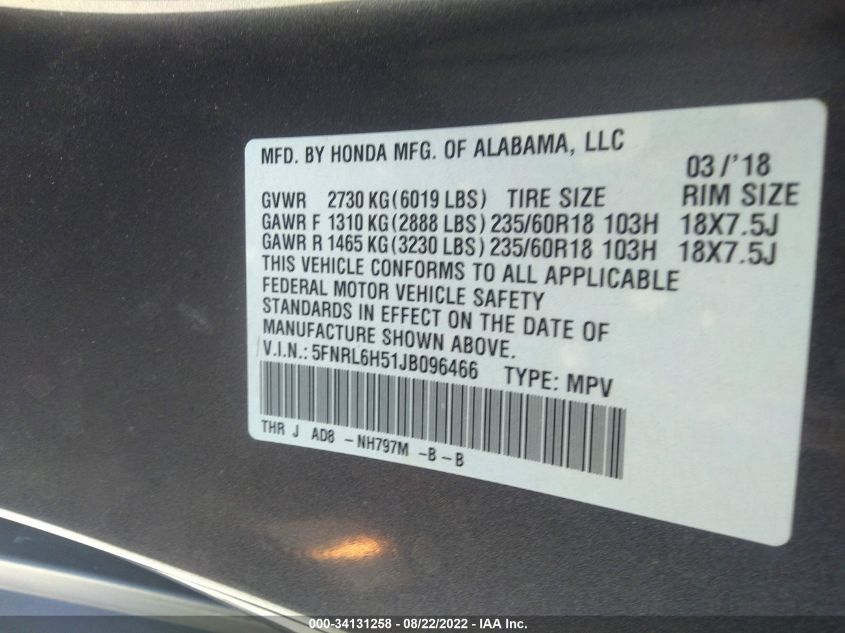 MFD. BY HONDA MFG. OF ALABAMA, LLC 03/'18
GVWR 2730 KG(6019 LBS) TIRE SIZE RIM SIZE
GAWR F 1310 KG(2888 LBS) 235/60R18 103H 18X7.5J
GAWR R 1465 KG(3230 LBS) 235/60R18 103H 18X7.5J
THIS VEHICLE CONFORMS TO ALL APPLICABLE
FEDERAL MOTOR VEHICLE SAFETY
STANDARDS IN EFFECT ON THE DATE OF
MANUFACTURE SHOWN ABOVE.
V.I.N.: 5FNRL6H51JB096466 TYPE: MPV
THR J AD8 -NH797M -B-B
000-34131258 - 08/22/2022 - IAA Inc.